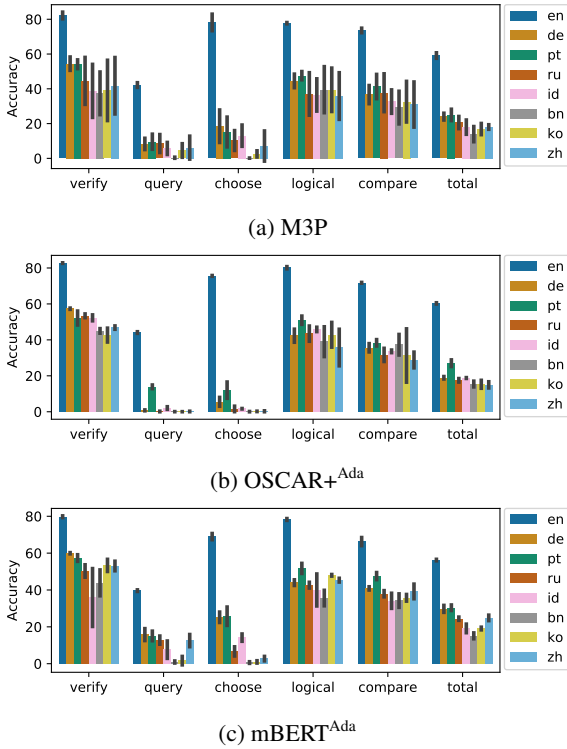 80
60
40
20
0
Accuracy
verify query choose logical compare total
en
de
pt
ru
id
bn
ko
zh
(a) M3P
80
60
40
20
0
Accuracy
verify query choose logical compare total
en
de
pt
ru
id
bn
ko
zh
(b) OSCAR+Ada
80
60
40
20
0
Accuracy
verify query choose logical compare total
en
de
pt
ru
id
bn
ko
zh
(c) mBERTAda